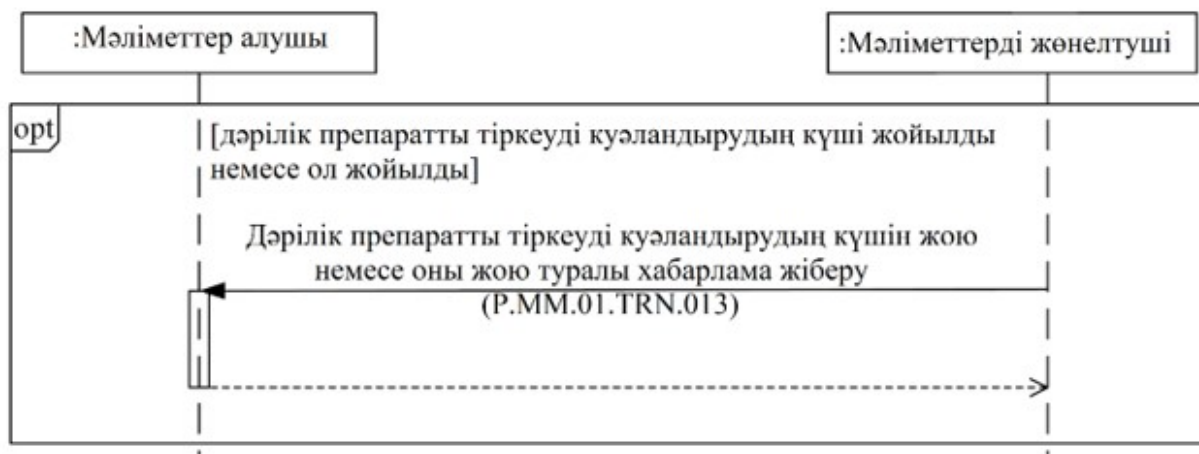 :Мәліметтер алушы
:Мәліметтерді жөнелтуші
opt
[дәрілік препаратты тіркеуді куәландырудың күші жойылды
немесе ол жойылды]
Дәрілік препаратты тіркеуді куәландырудың күшін жою
немесе оны жою туралы хабарлама жіберу
(P.MM.01.TRN.013)